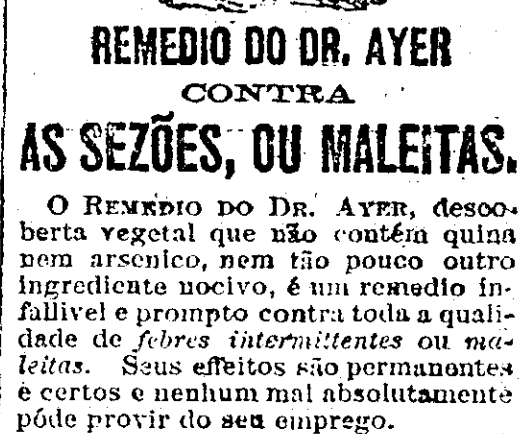 REMEDIO DO DR. AYER
CONTRA
AS SEZÕES, OU MALEITAS.
O REMEDIO DO DR. AYER, desco-
berta vegetal que não contém quina
nem arsenico, nem tão pouco outro
ingrediente nocivo, é um remedio in-
fallivel e prompto contra toda a quali-
dade de febres intermittentes ou ma-
leitas. Seus effeitos são permanentes
e certos e nenhum mal absolutamente
póde provir do seu emprego.